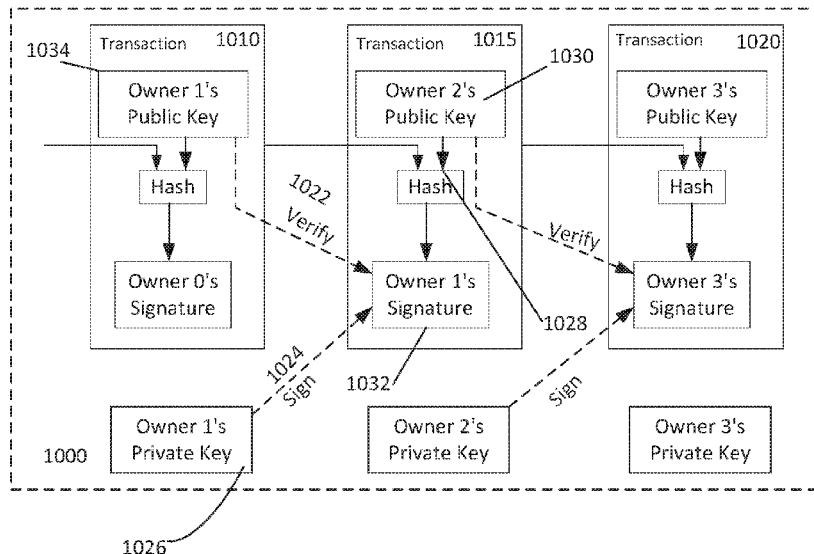 Transaction 1010
Transaction 1015
Transaction 1020
1034
1030
Owner 1's
Public Key
Owner 2's
Public Key
Owner 3's
Public Key
Hash
Hash
Hash
1022
Verify
Verify
Owner 0's
Signature
Owner 1's
Signature
Owner 3's
Signature
1028
1024
Sign
1032
Sign
Owner 1's
Private Key
Owner 2's
Private Key
Owner 3's
Private Key
1000
1026